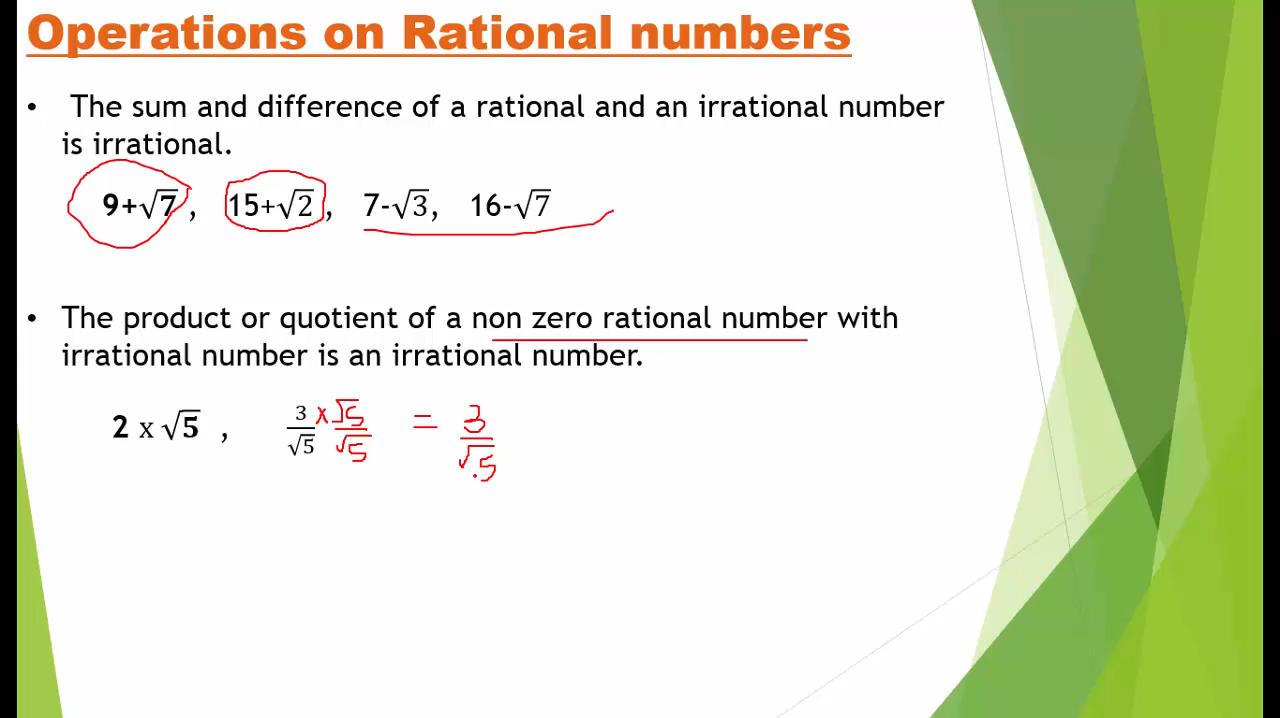 Operations on Rational numbers
• The sum and difference of a rational and an irrational number
is irrational.
9+√7 , 15+√2 , 7-√3, 16-√7
• The product or quotient of a non zero rational number with
irrational number is an irrational number.
2 x √5 , 3/√5 x √5/√5 = 3/√5